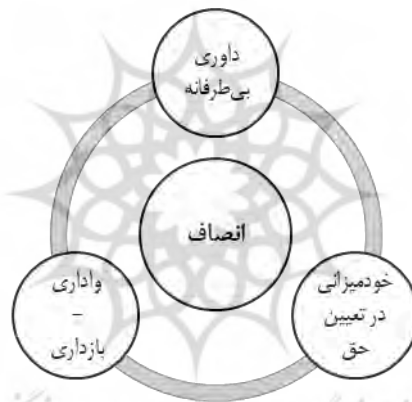 داوری
بی‌طرفانه
انصاف
خودمیزانی
در تعیین
حق
واداری
–
بازداری